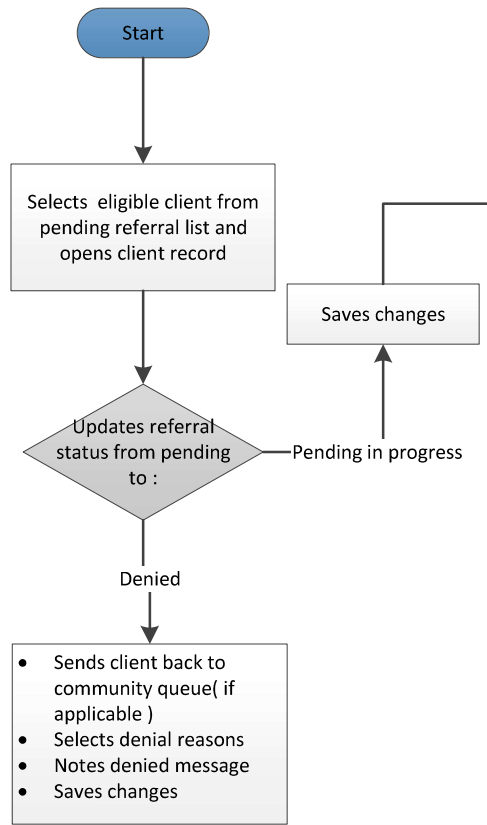 Start
Selects eligible client from
pending referral list and
opens client record
Saves changes
Updates referral
status from pending
to :
Pending in progress
Denied
• Sends client back to
community queue( if
applicable )
• Selects denial reasons
• Notes denied message
• Saves changes